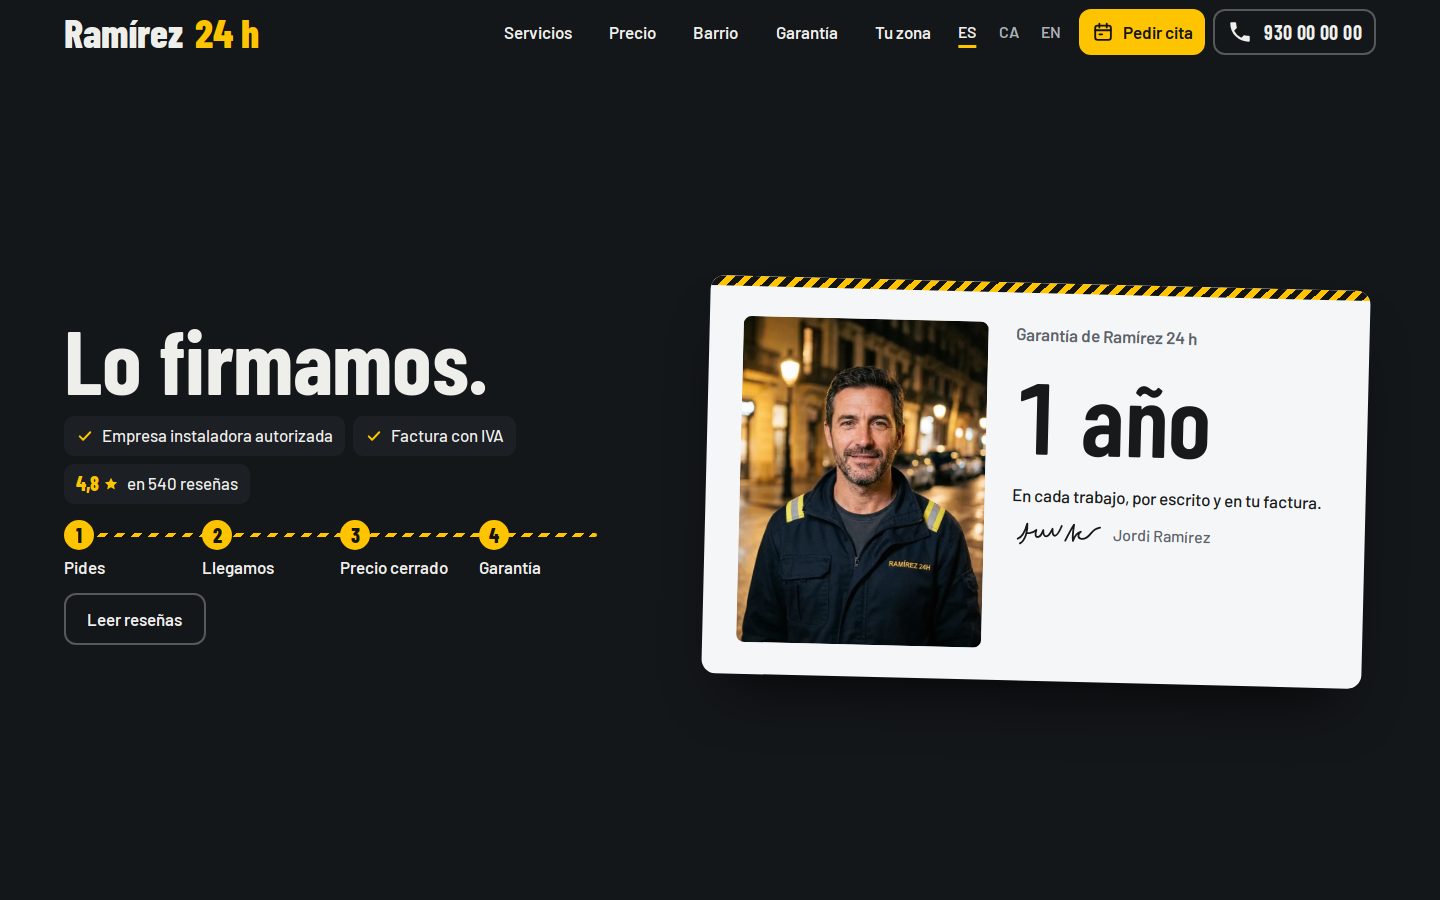 Ramírez 24 h
Servicios
Precio
Barrio
Garantía
Tu zona
ES
CA
EN
Pedir cita
930 00 00 00
Lo firmamos.
Empresa instaladora autorizada
Factura con IVA
4,8 ★ en 540 reseñas
1
2
3
4
Pides
Llegamos
Precio cerrado
Garantía
Leer reseñas
Garantía de Ramírez 24 h
1 año
En cada trabajo, por escrito y en tu factura.
Jordi Ramírez
RAMÍREZ 24H